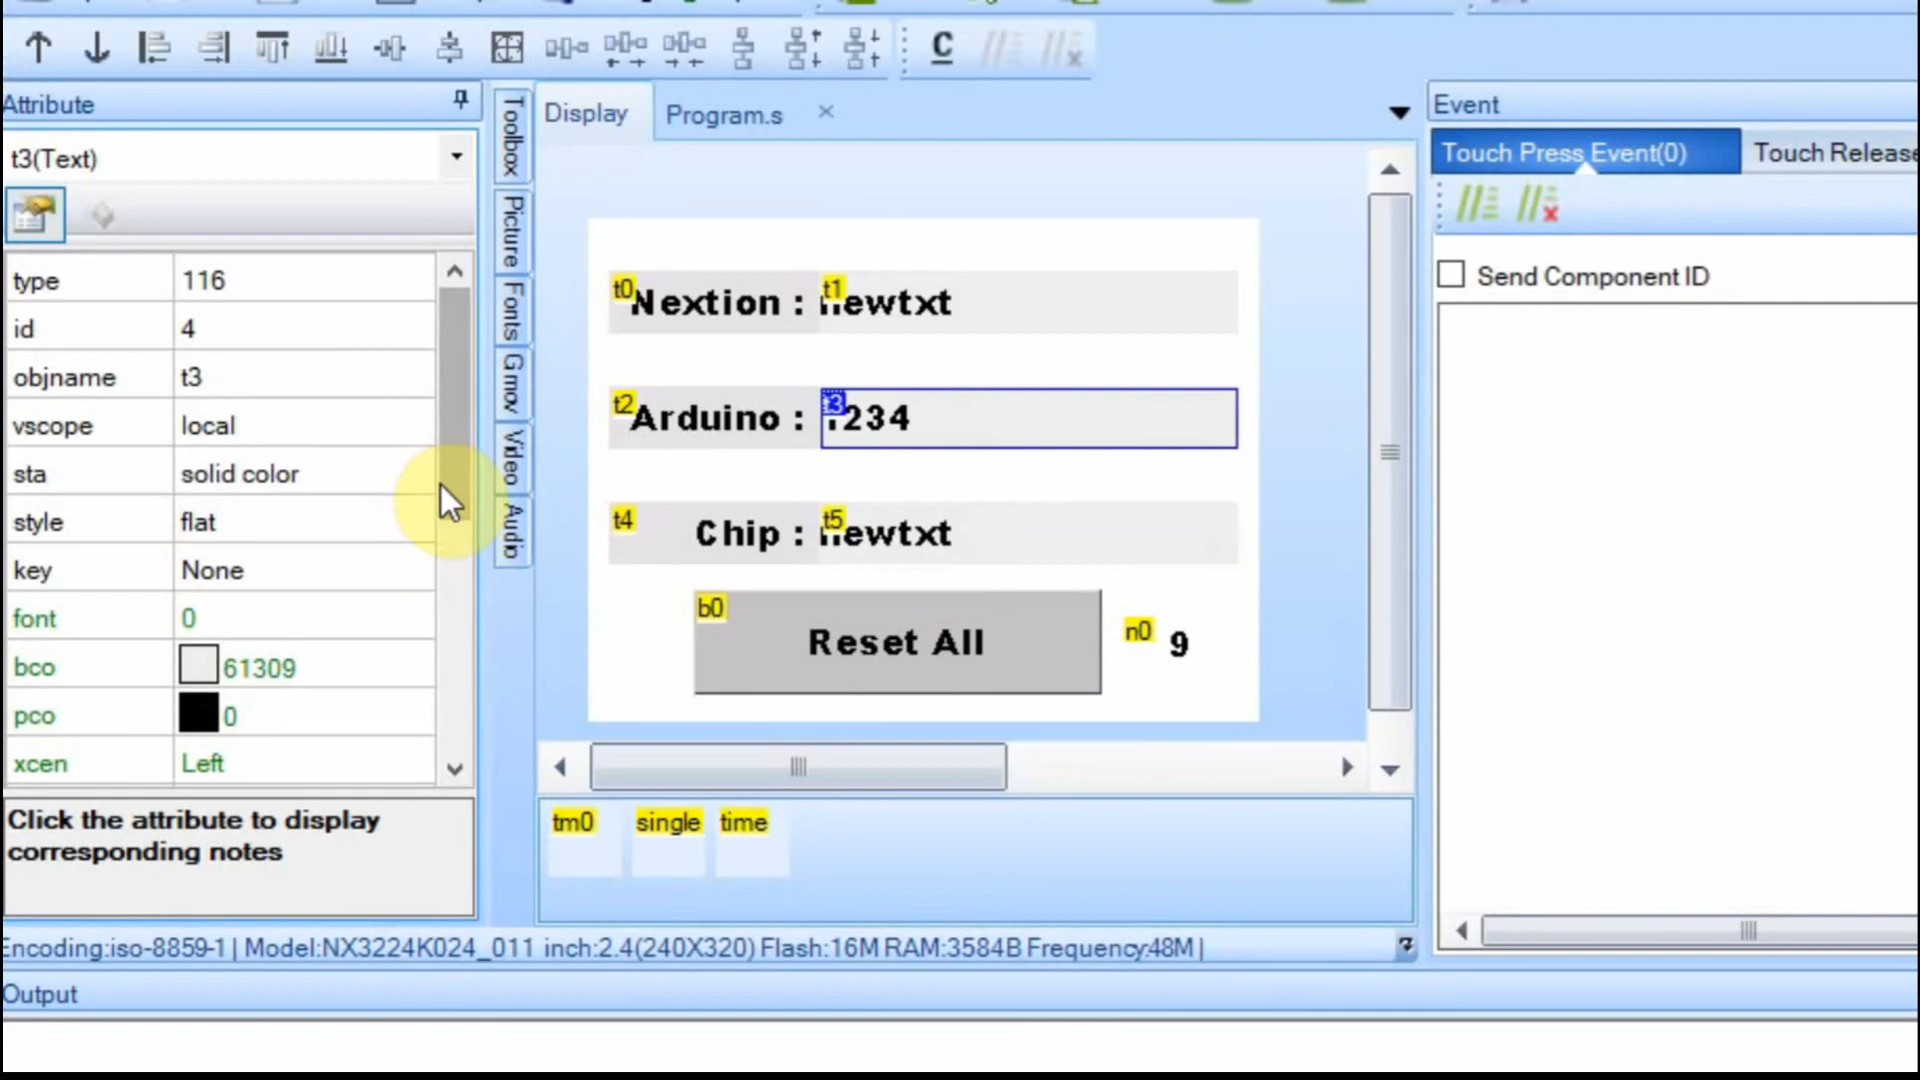 C
Attribute
t3(Text)
type 116
id 4
objname t3
vscope local
sta solid color
style flat
key None
font 0
bco 61309
pco 0
xcen Left
Click the attribute to display
corresponding notes
Toolbox
Picture
Fonts
Gmov
Video
Audio
Display
Program.s
t0 Nextion : t1 newtxt
t2 Arduino : t3 1234
t4 Chip : t5 newtxt
b0 Reset All n0 9
tm0 single time
Encoding:iso-8859-1 | Model:NX3224K024_011 inch:2.4(240X320) Flash:16M RAM:3584B Frequency:48M |
Event
Touch Press Event(0) Touch Release
Send Component ID
Output